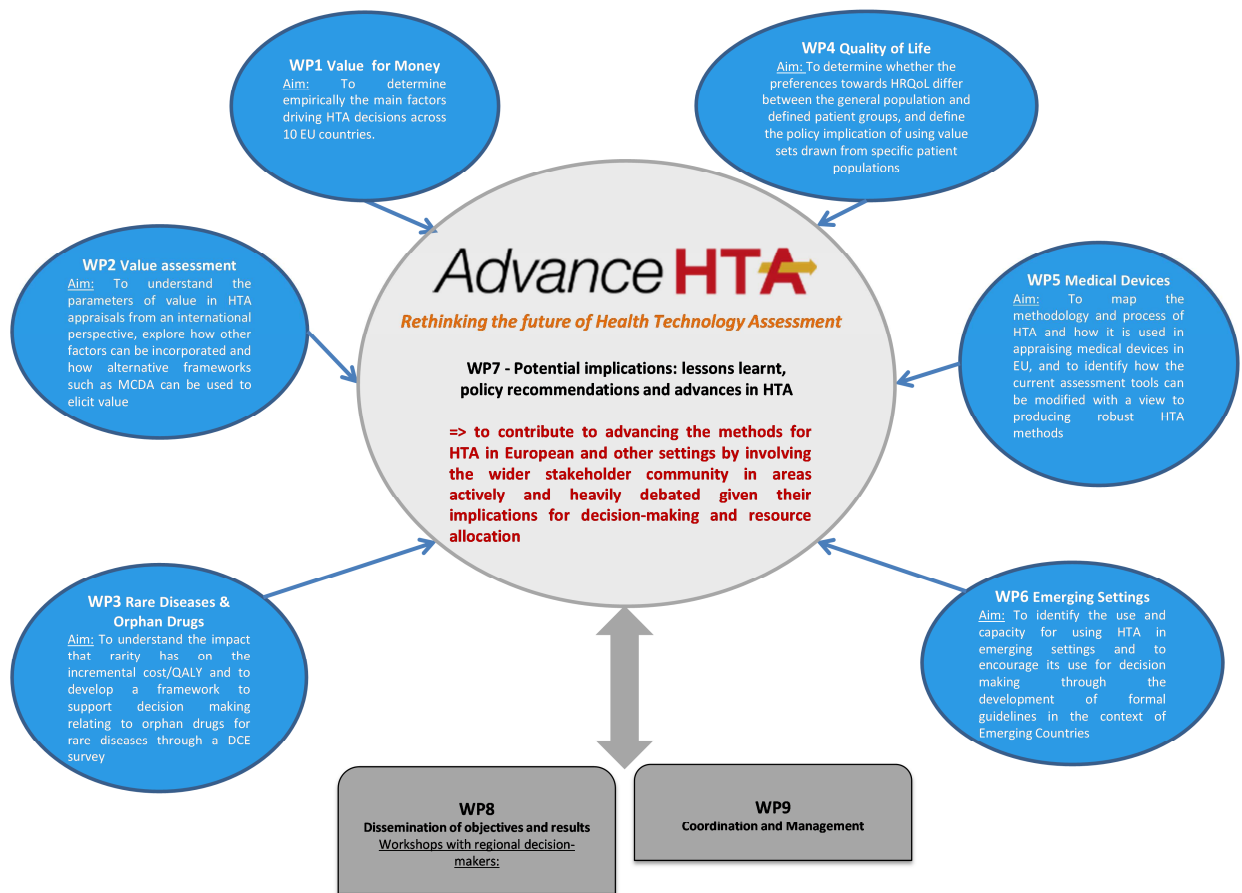 WP1 Value for Money
Aim: To determine
empirically the main factors
driving HTA decisions across
10 EU countries.
WP4 Quality of Life
Aim: To determine whether the
preferences towards HRQoL differ
between the general population and
defined patient groups, and define
the policy implication of using value
sets drawn from specific patient
populations
WP2 Value assessment
Aim: To understand the
parameters of value in HTA
appraisals from an international
perspective, explore how other
factors can be incorporated and
how alternative frameworks
such as MCDA can be used to
elicit value
Advance HTA
Rethinking the future of Health Technology Assessment
WP7 - Potential implications: lessons learnt,
policy recommendations and advances in HTA
=> to contribute to advancing the methods for
HTA in European and other settings by involving
the wider stakeholder community in areas
actively and heavily debated given their
implications for decision-making and resource
allocation
WP5 Medical Devices
Aim: To map the
methodology and process of
HTA and how it is used in
appraising medical devices in
EU, and to identify how the
current assessment tools can
be modified with a view to
producing robust HTA
methods
WP3 Rare Diseases &
Orphan Drugs
Aim: To understand the impact
that rarity has on the
incremental cost/QALY and to
develop a framework to
support decision making
relating to orphan drugs for
rare diseases through a DCE
survey
WP6 Emerging Settings
Aim: To identify the use and
capacity for using HTA in
emerging settings and to
encourage its use for decision
making through the
development of formal
guidelines in the context of
Emerging Countries
WP8
Dissemination of objectives and results
Workshops with regional decision-
makers:
WP9
Coordination and Management